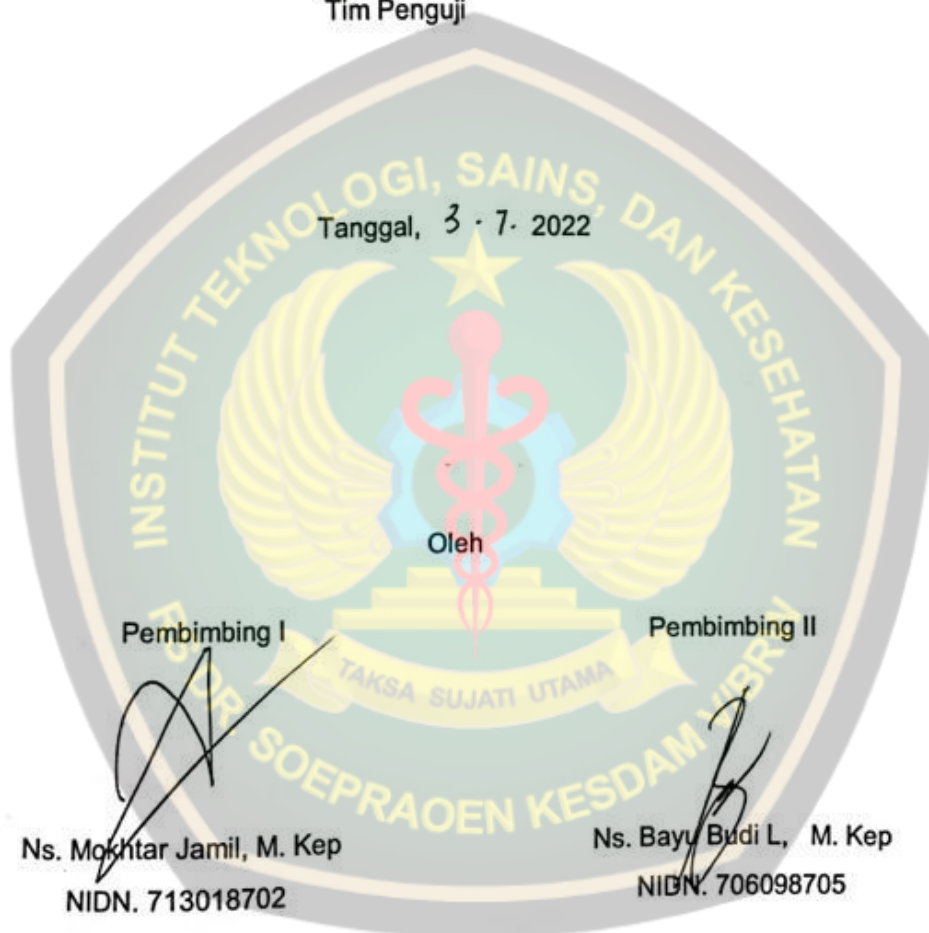 Tim Penguji
INSTITUT TEKNOLOGI, SAINS, DAN KESEHATAN
Tanggal, 3 . 7. 2022
Oleh
Pembimbing I
Pembimbing II
TAKSA SUJATI UTAMA
RS DR. SOEPRAOEN KESDAM V/BRW
Ns. Mokhtar Jamil, M. Kep
Ns. Bayu Budi L, M. Kep
NIDN. 713018702
NIDN. 706098705